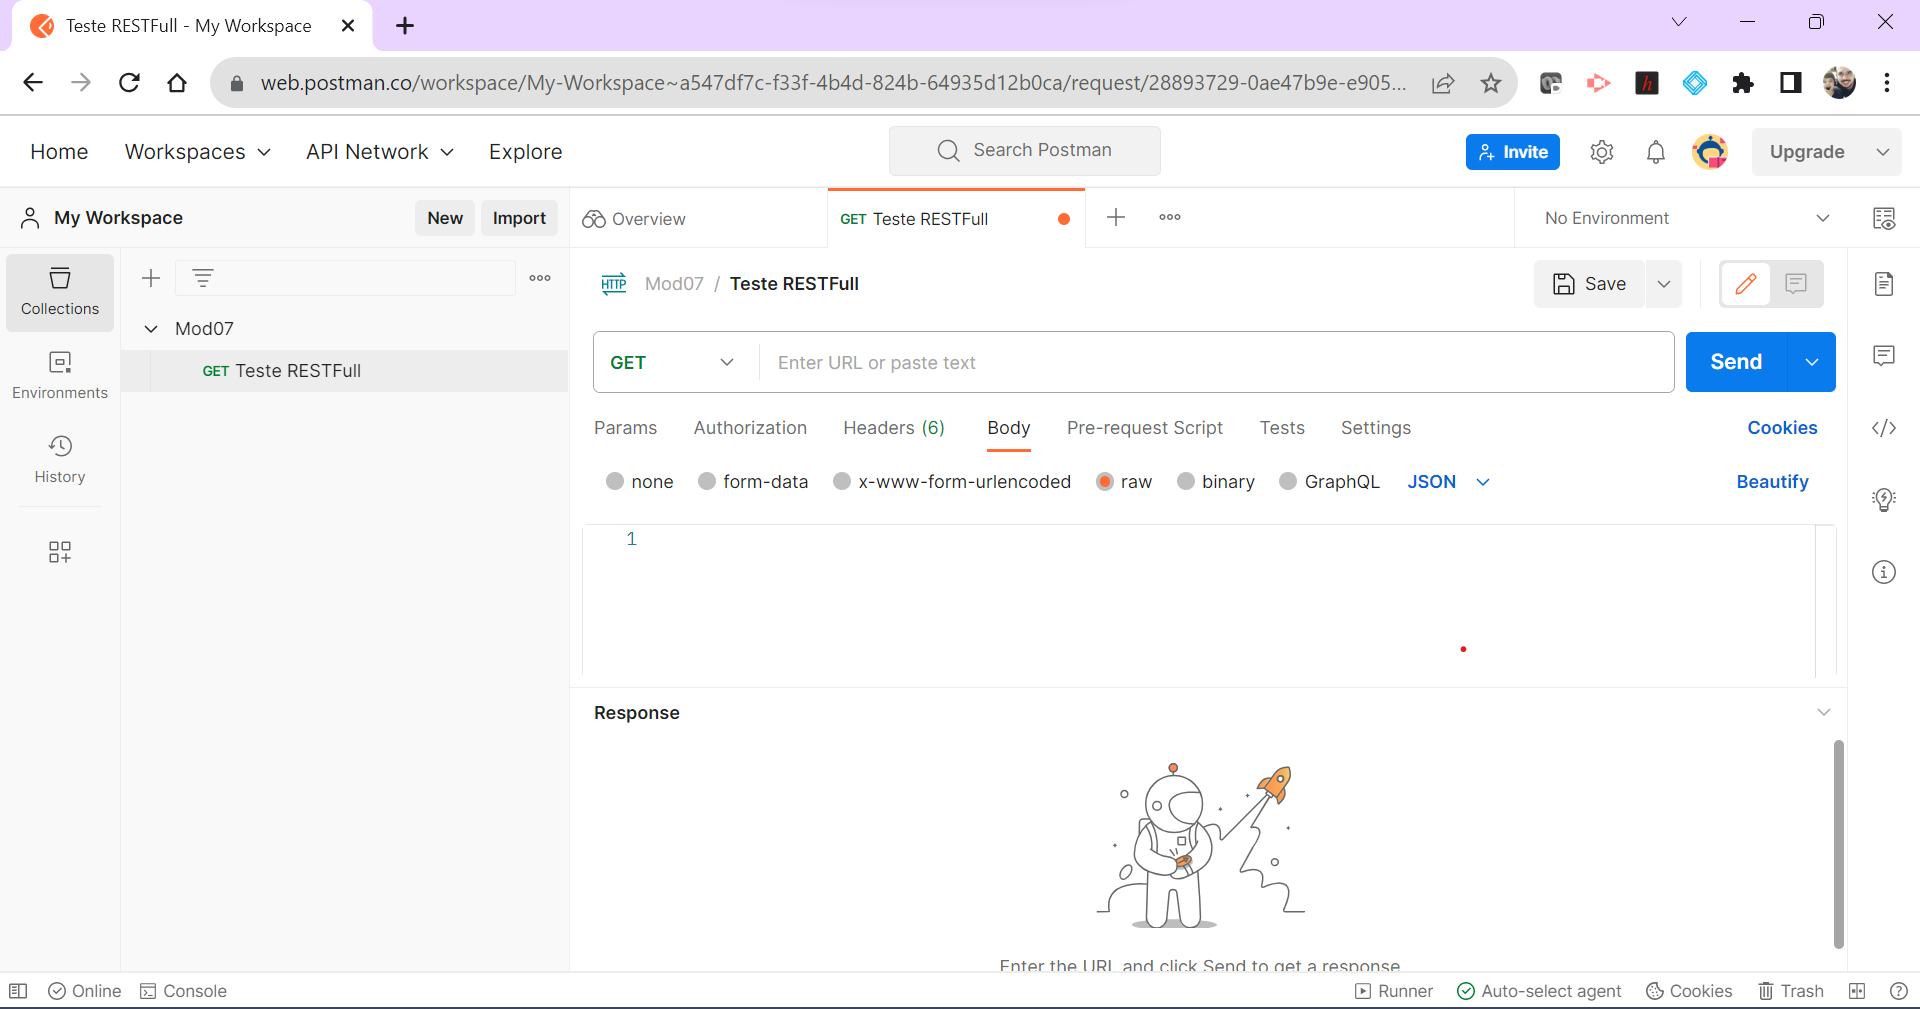 Teste RESTFull - My Workspace
web.postman.co/workspace/My-Workspace~a547df7c-f33f-4b4d-824b-64935d12b0ca/request/28893729-0ae47b9e-e905...
Home Workspaces API Network Explore Search Postman Invite Upgrade
My Workspace New Import Overview GET Teste RESTFull No Environment
Collections
Environments
History
Mod07
GET Teste RESTFull
HTTP Mod07 / Teste RESTFull Save
GET Enter URL or paste text Send
Params Authorization Headers (6) Body Pre-request Script Tests Settings Cookies
none form-data x-www-form-urlencoded raw binary GraphQL JSON Beautify
1
Response
Enter the URL and click Send to get a response
Online Console Runner Auto-select agent Cookies Trash